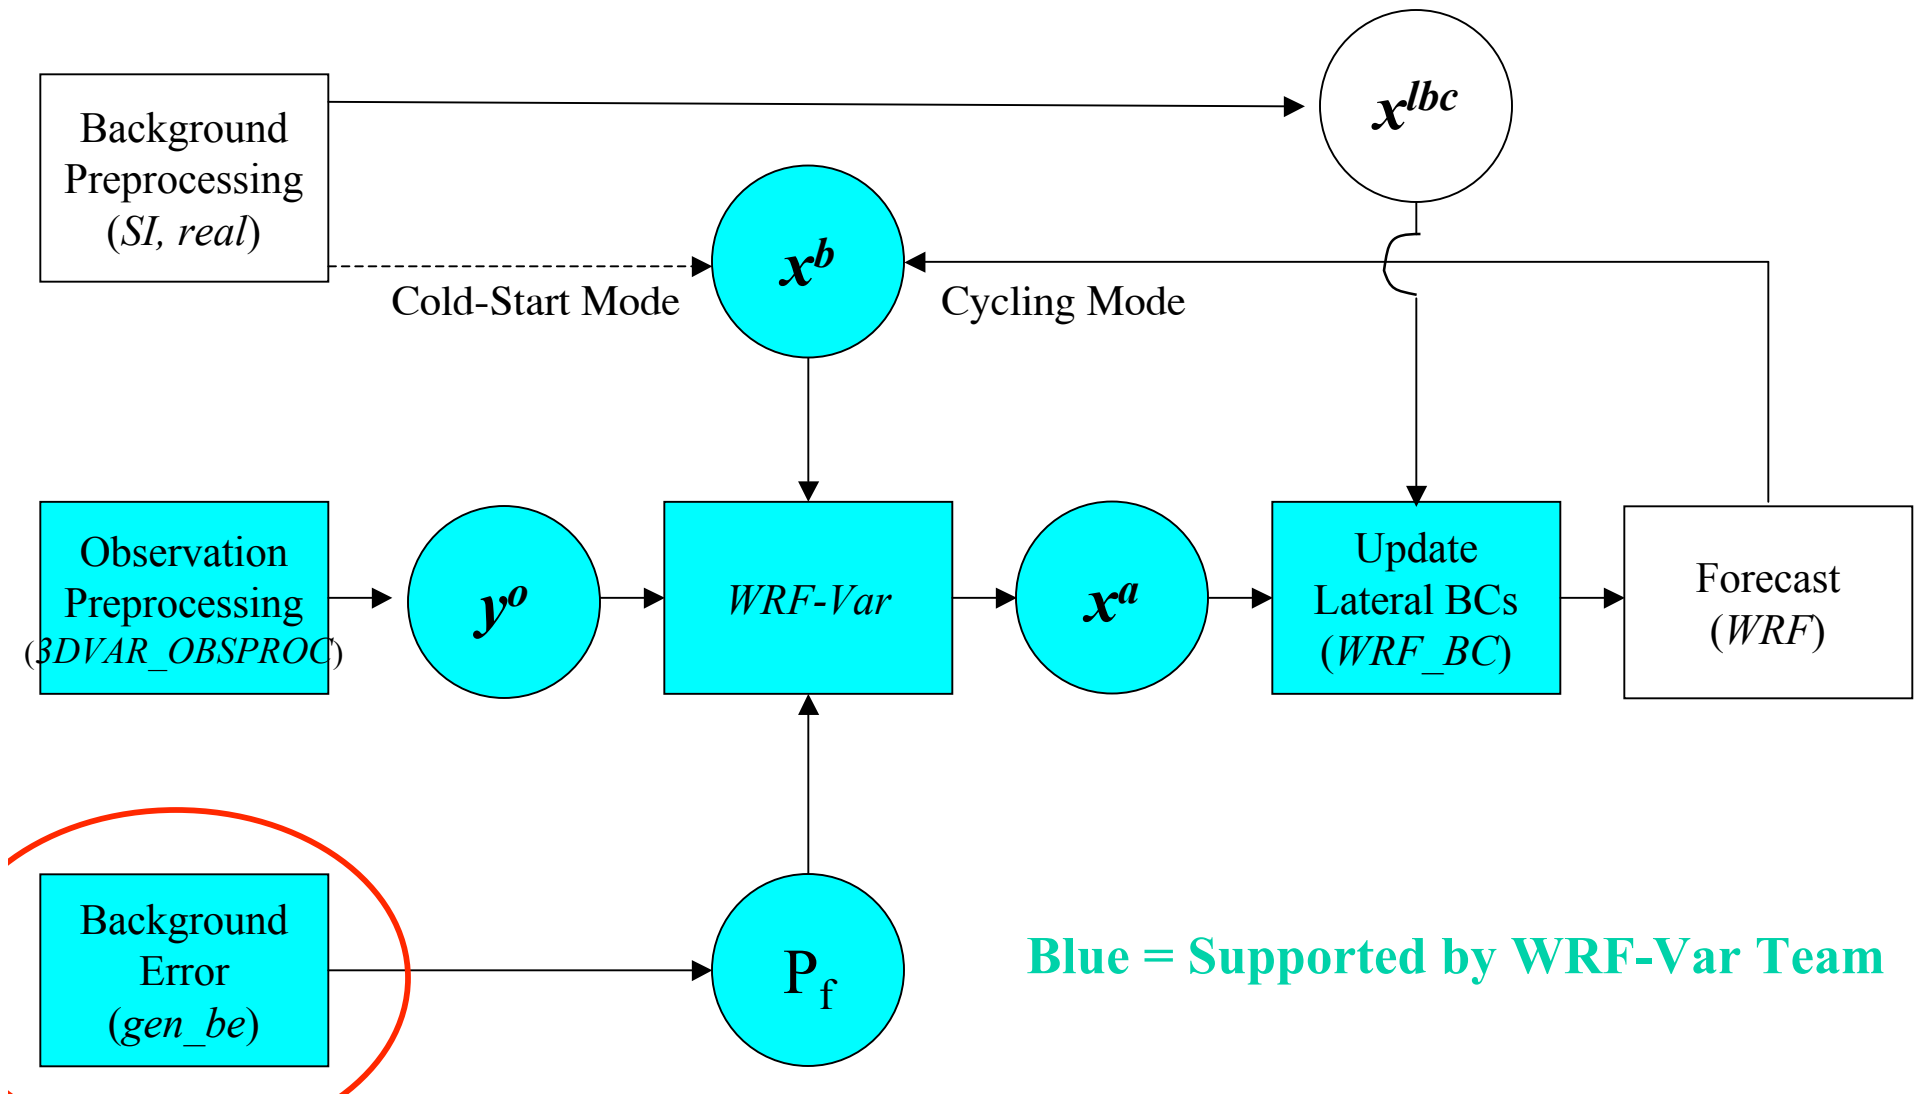 Background
Preprocessing
(SI, real)
x^lbc
x^b
Cold-Start Mode
Cycling Mode
Observation
Preprocessing
(3DVAR_OBSPROC)
y^o
WRF-Var
x^a
Update
Lateral BCs
(WRF_BC)
Forecast
(WRF)
Background
Error
(gen_be)
P_f
Blue = Supported by WRF-Var Team